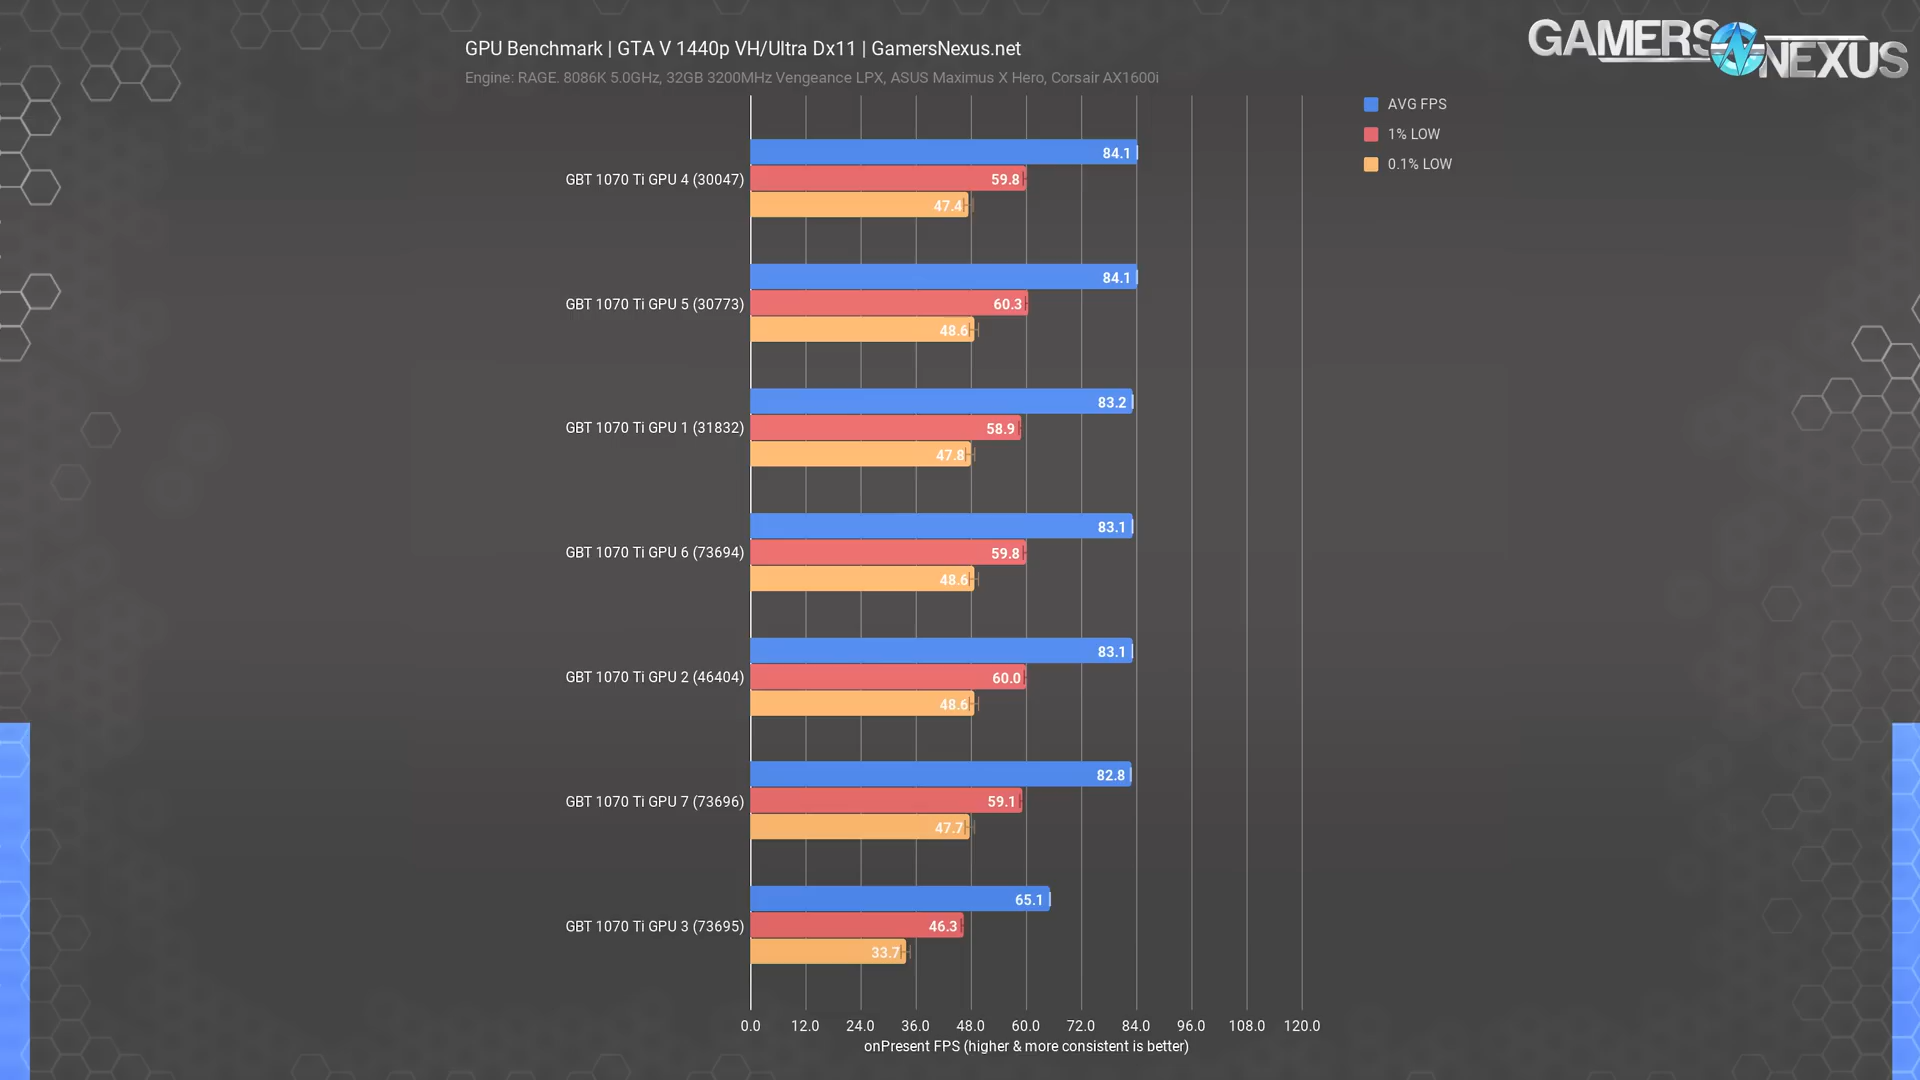 GPU Benchmark | GTA V 1440p VH/Ultra Dx11 | GamersNexus.net
Engine: RAGE. 8086K 5.0GHz, 32GB 3200MHz Vengeance LPX, ASUS Maximus X Hero, Corsair AX1600i
GAMERS NEXUS
AVG FPS
1% LOW
0.1% LOW
84.1
GBT 1070 Ti GPU 4 (30047) 59.8
47.4
84.1
GBT 1070 Ti GPU 5 (30773) 60.3
48.6
83.2
GBT 1070 Ti GPU 1 (31832) 58.9
47.8
83.1
GBT 1070 Ti GPU 6 (73694) 59.8
48.6
83.1
GBT 1070 Ti GPU 2 (46404) 60.0
48.6
82.8
GBT 1070 Ti GPU 7 (73696) 59.1
47.7
65.1
GBT 1070 Ti GPU 3 (73695) 46.3
33.7
0.0 12.0 24.0 36.0 48.0 60.0 72.0 84.0 96.0 108.0 120.0
onPresent FPS (higher & more consistent is better)